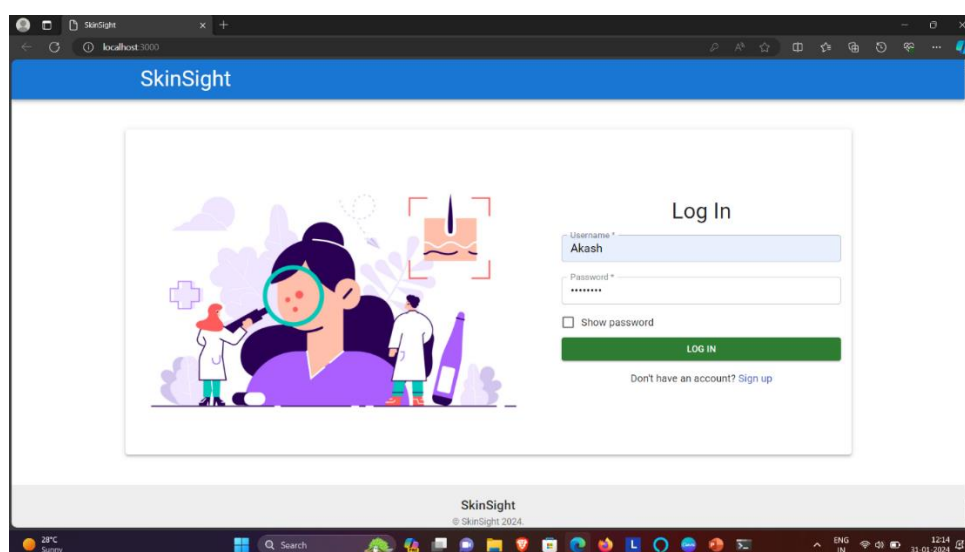 SkinSight
localhost:3000
SkinSight
Log In
Username *
Akash
Password *
••••••••
Show password
LOG IN
Don't have an account? Sign up
SkinSight
© SkinSight 2024.
28°C
Sunny
Search
ENG
IN
12:14
31-01-2024